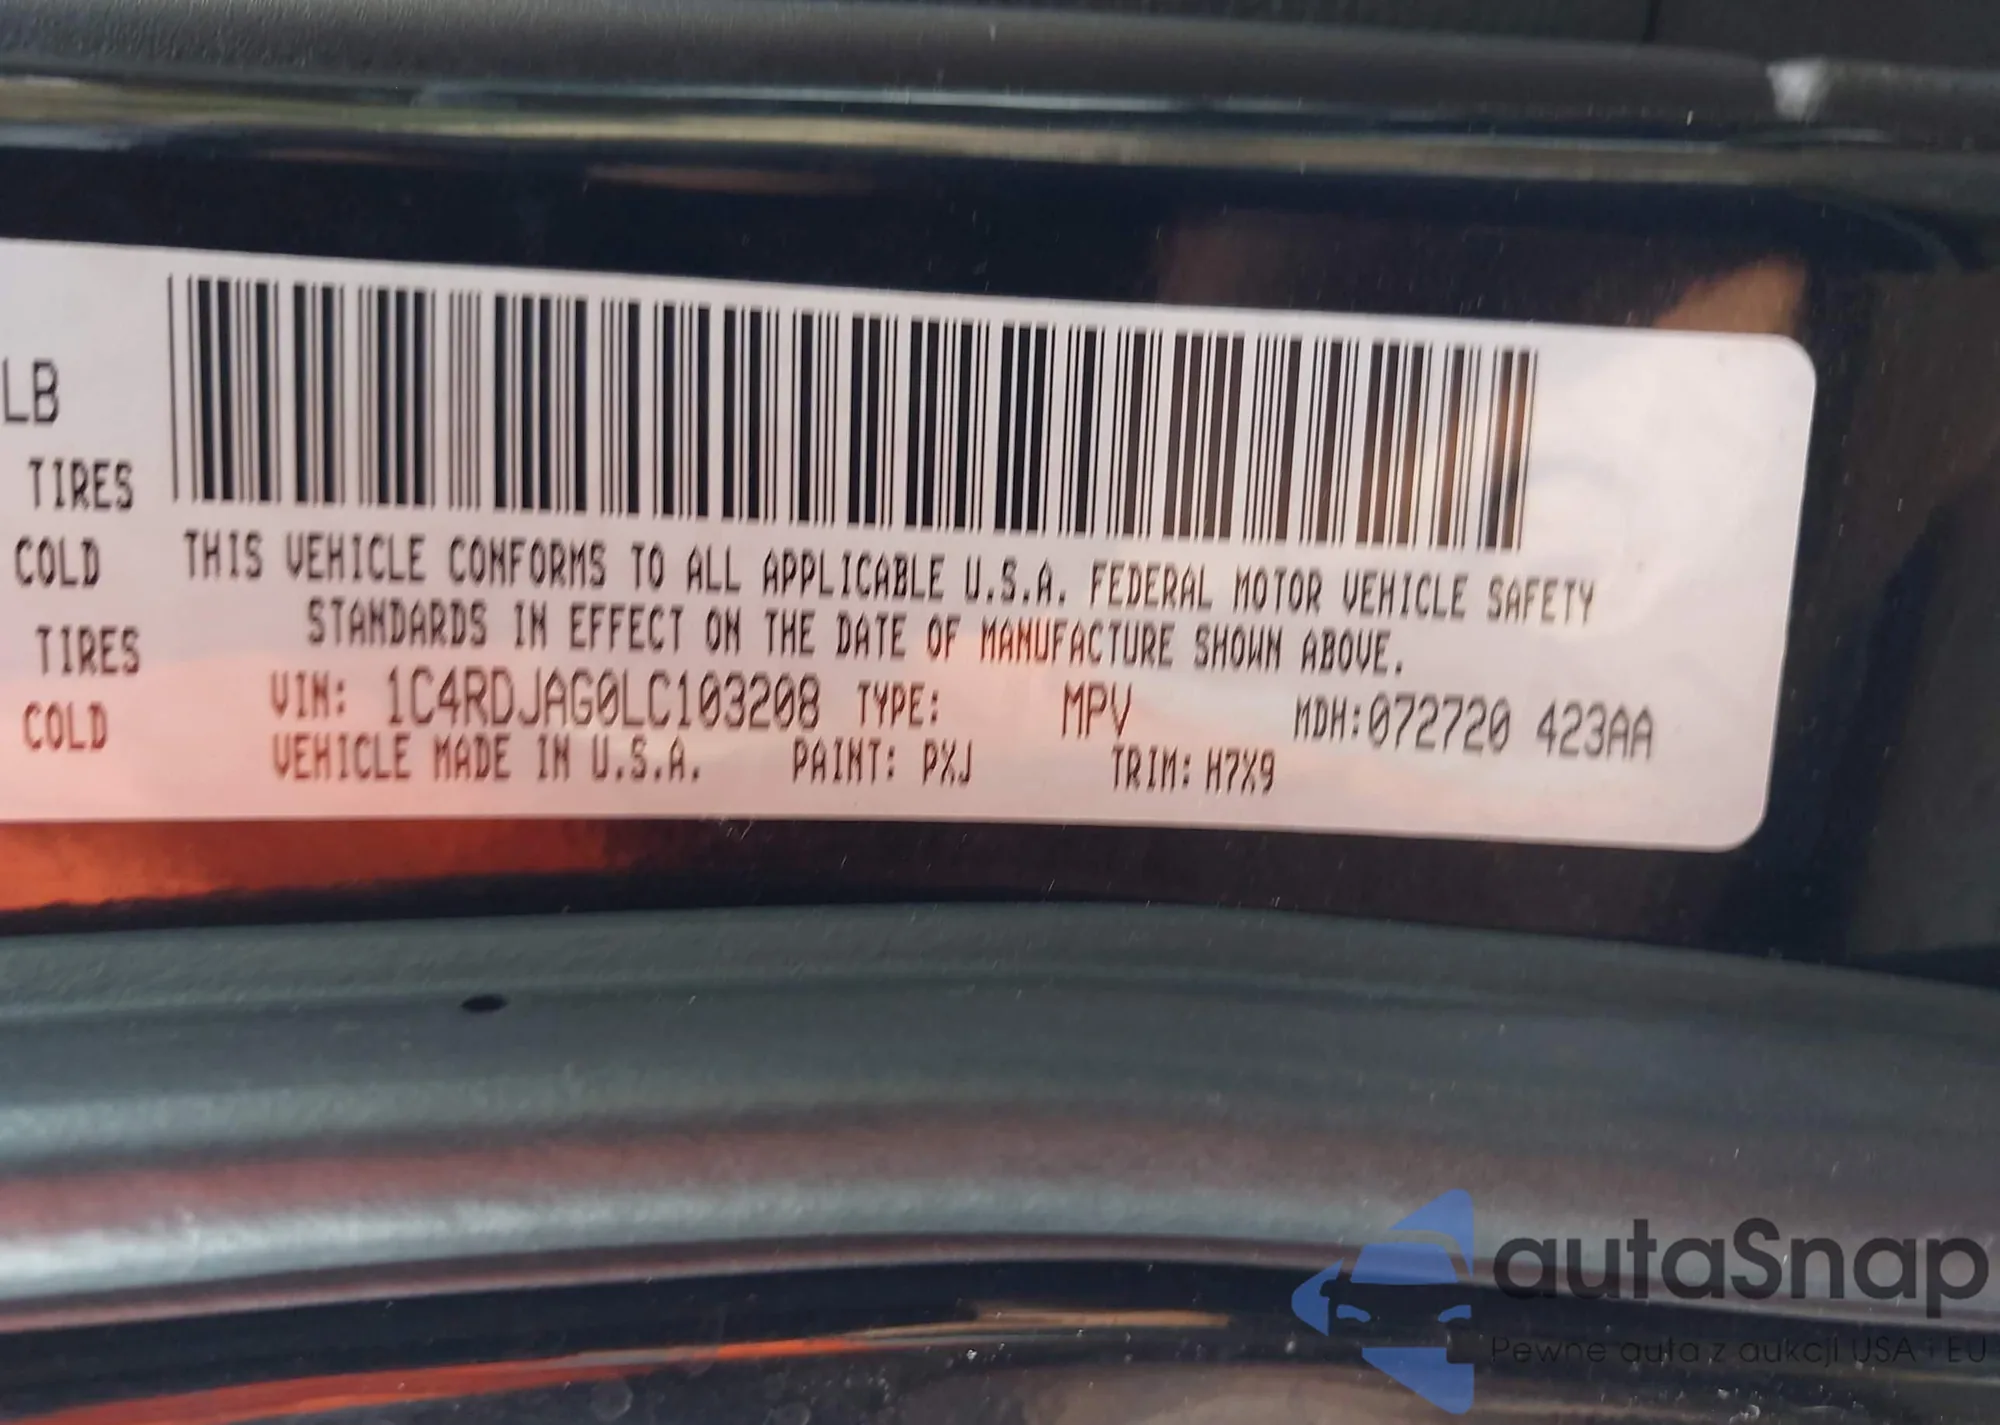 LB
TIRES
COLD
TIRES
COLD
THIS VEHICLE CONFORMS TO ALL APPLICABLE U.S.A. FEDERAL MOTOR VEHICLE SAFETY
STANDARDS IN EFFECT ON THE DATE OF MANUFACTURE SHOWN ABOVE.
VIN: 1C4RDJAG0LC103208 TYPE: MPV MDH:072720 423AA
VEHICLE MADE IN U.S.A. PAINT: PXJ TRIM: H7X9
autaSnap
Pewne auta z aukcji USA i EU